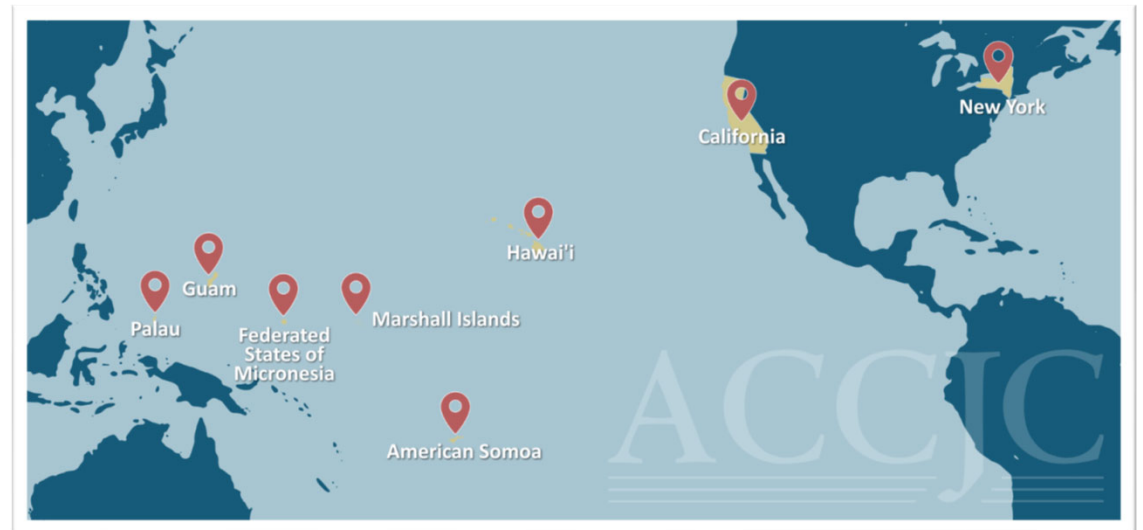 New York
California
Hawai'i
Guam
Palau
Marshall Islands
Federated
States of
Micronesia
American Somoa
ACCJC